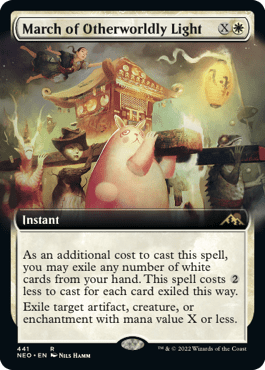 March of Otherworldly Light X
Instant
As an additional cost to cast this spell,
you may exile any number of white
cards from your hand. This spell costs 2
less to cast for each card exiled this way.
Exile target artifact, creature, or
enchantment with mana value X or less.
441 R
NEO • EN NILS HAMM
™ & © 2022 Wizards of the Coast